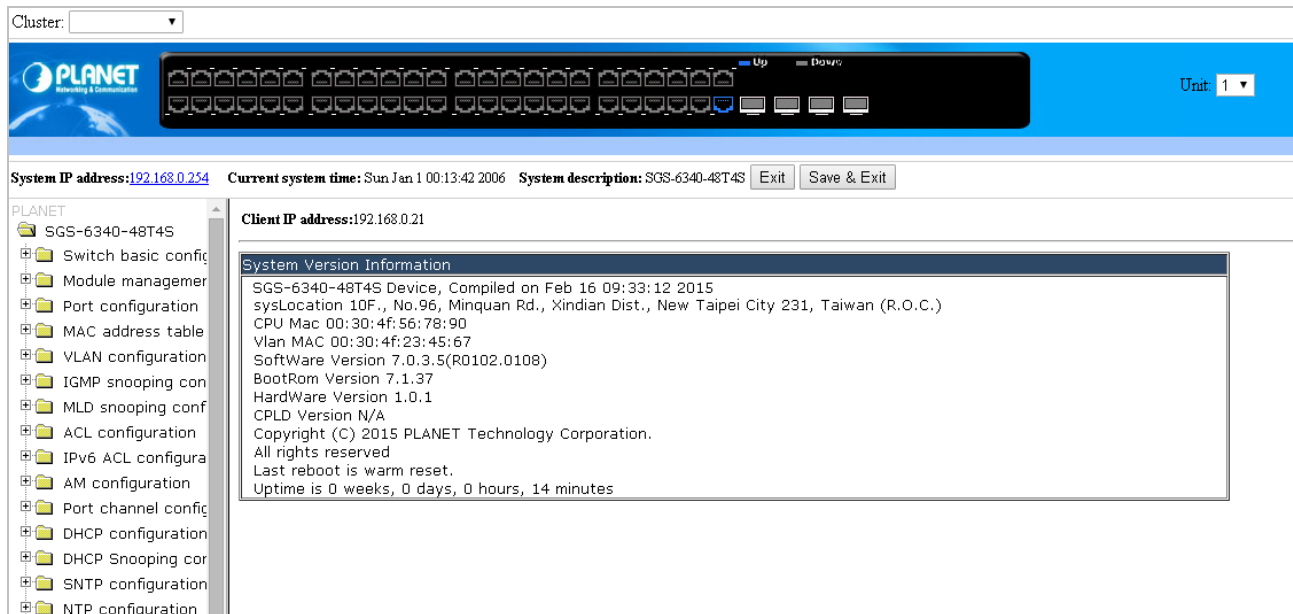 Cluster:
PLANET
Networking & Communication
Up
Down
Unit: 1
System IP address:192.168.0.254 Current system time: Sun Jan 1 00:13:42 2006 System description: SGS-6340-48T4S Exit Save & Exit
PLANET
SGS-6340-48T4S
Switch basic config
Module managemer
Port configuration
MAC address table
VLAN configuration
IGMP snooping con
MLD snooping conf
ACL configuration
IPv6 ACL configura
AM configuration
Port channel config
DHCP configuration
DHCP Snooping cor
SNTP configuration
NTP configuration
Client IP address:192.168.0.21
System Version Information
SGS-6340-48T4S Device, Compiled on Feb 16 09:33:12 2015
sysLocation 10F., No.96, Minquan Rd., Xindian Dist., New Taipei City 231, Taiwan (R.O.C.)
CPU Mac 00:30:4f:56:78:90
Vlan MAC 00:30:4f:23:45:67
SoftWare Version 7.0.3.5(R0102.0108)
BootRom Version 7.1.37
HardWare Version 1.0.1
CPLD Version N/A
Copyright (C) 2015 PLANET Technology Corporation.
All rights reserved
Last reboot is warm reset.
Uptime is 0 weeks, 0 days, 0 hours, 14 minutes